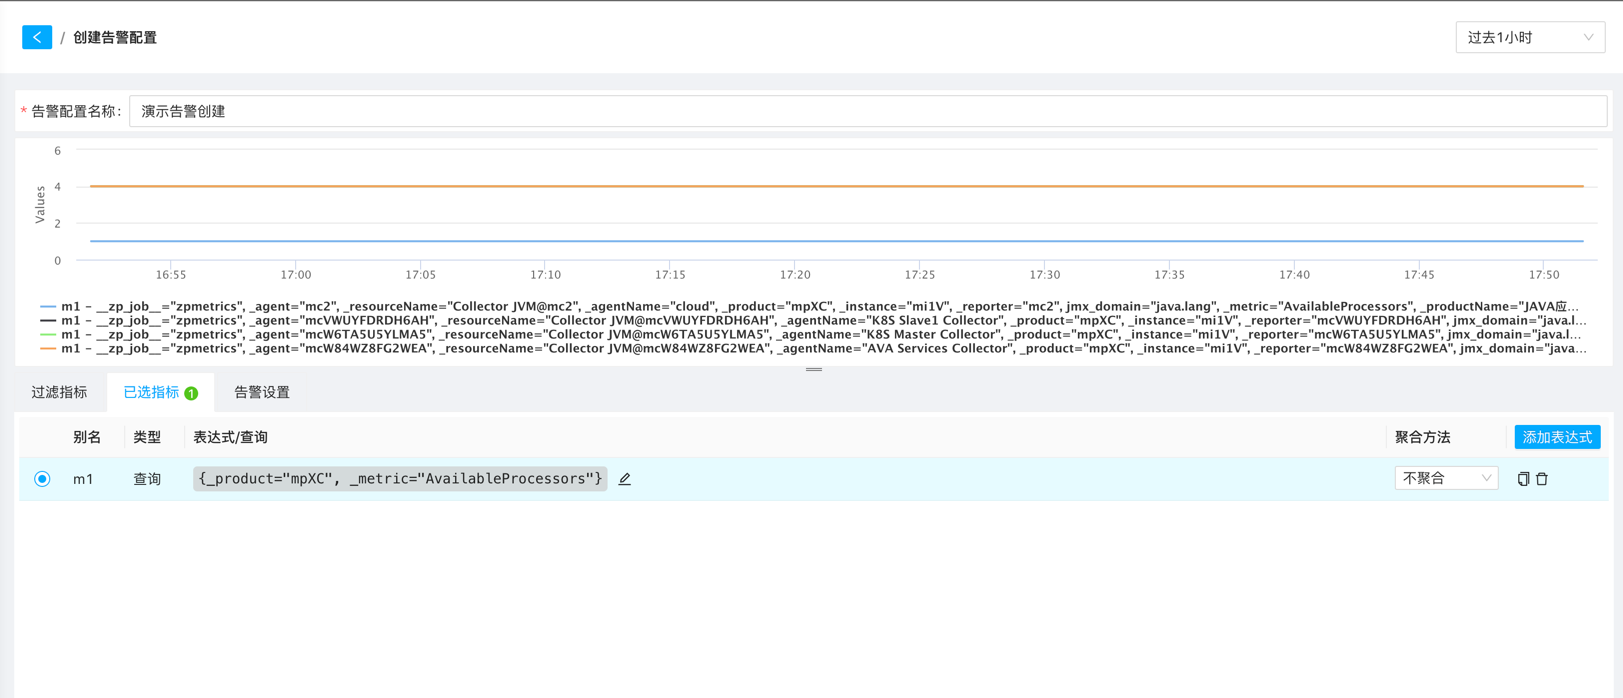 / 创建告警配置
过去1小时
* 告警配置名称: 演示告警创建
6
4
2
0
Values
16:55 17:00 17:05 17:10 17:15 17:20 17:25 17:30 17:35 17:40 17:45 17:50
m1 - __zp_job__="zpmetrics", _agent="mc2", _resourceName="Collector JVM@mc2", _agentName="cloud", _product="mpXC", _instance="mi1V", _reporter="mc2", jmx_domain="java.lang", _metric="AvailableProcessors", _productName="JAVA应...
m1 - __zp_job__="zpmetrics", _agent="mcVWUYFDRDH6AH", _resourceName="Collector JVM@mcVWUYFDRDH6AH", _agentName="K8S Slave1 Collector", _product="mpXC", _instance="mi1V", _reporter="mcVWUYFDRDH6AH", jmx_domain="java.l...
m1 - __zp_job__="zpmetrics", _agent="mcW6TA5U5YLMA5", _resourceName="Collector JVM@mcW6TA5U5YLMA5", _agentName="K8S Master Collector", _product="mpXC", _instance="mi1V", _reporter="mcW6TA5U5YLMA5", jmx_domain="java.l...
m1 - __zp_job__="zpmetrics", _agent="mcW84WZ8FG2WEA", _resourceName="Collector JVM@mcW84WZ8FG2WEA", _agentName="AVA Services Collector", _product="mpXC", _instance="mi1V", _reporter="mcW84WZ8FG2WEA", jmx_domain="java...
过滤指标 已选指标 1 告警设置
别名 类型 表达式/查询 聚合方法 添加表达式
m1 查询 {_product="mpXC", _metric="AvailableProcessors"} 不聚合